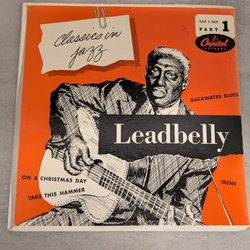 Classics in
jazz
EAP 1-369
PART 1
Capitol
RECORDS
BACKWATER BLUES
Leadbelly
ON A CHRISTMAS DAY
TAKE THIS HAMMER
IRENE